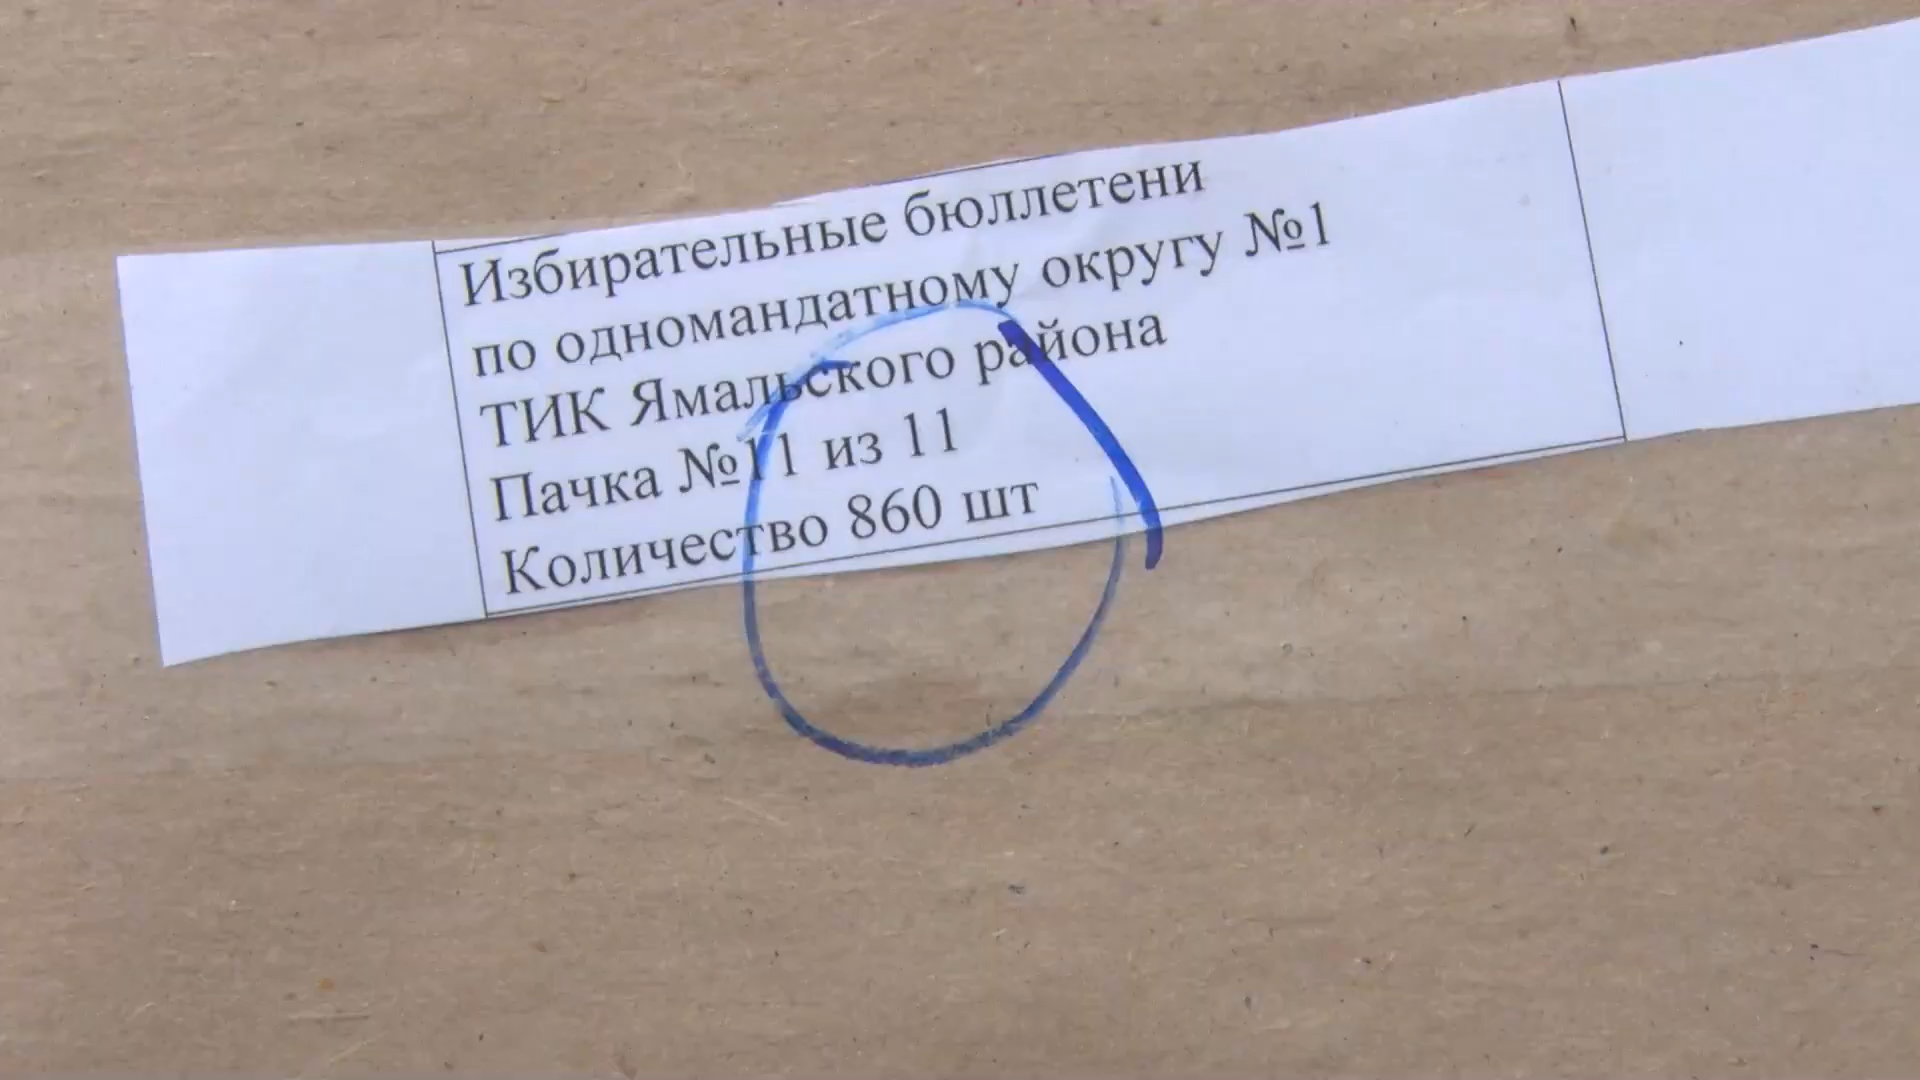 Избирательные бюллетени
по одномандатному округу №1
ТИК Ямальского района
Пачка №11 из 11
Количество 860 шт